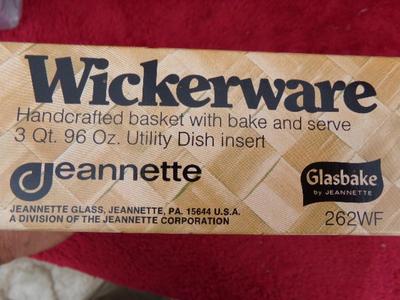 Wickerware
Handcrafted basket with bake and serve
3 Qt. 96 Oz. Utility Dish insert
Jeannette
Glasbake
by JEANNETTE
JEANNETTE GLASS, JEANNETTE, PA. 15644 U.S.A.
A DIVISION OF THE JEANNETTE CORPORATION
262WF